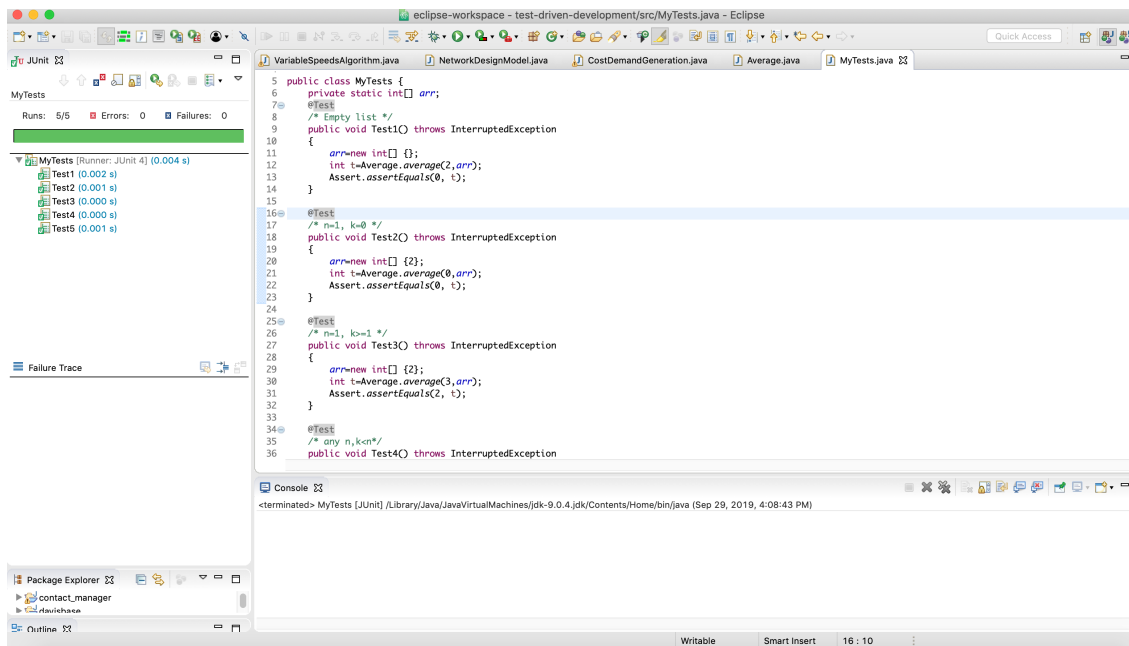 eclipse-workspace - test-driven-development/src/MyTests.java - Eclipse
Quick Access
JUnit
VariableSpeedsAlgorithm.java
NetworkDesignModel.java
CostDemandGeneration.java
Average.java
MyTests.java
MyTests
Runs: 5/5 Errors: 0 Failures: 0
MyTests [Runner: JUnit 4] (0.004 s)
Test1 (0.002 s)
Test2 (0.001 s)
Test3 (0.000 s)
Test4 (0.000 s)
Test5 (0.001 s)
Failure Trace
5 public class MyTests {
6 private static int[] arr;
7 @Test
8 /* Empty list */
9 public void Test1() throws InterruptedException
10 {
11 arr=new int[] {};
12 int t=Average.average(2,arr);
13 Assert.assertEquals(0, t);
14 }
15
16 @Test
17 /* n=1, k=0 */
18 public void Test2() throws InterruptedException
19 {
20 arr=new int[] {2};
21 int t=Average.average(0,arr);
22 Assert.assertEquals(0, t);
23 }
24
25 @Test
26 /* n=1, k>=1 */
27 public void Test3() throws InterruptedException
28 {
29 arr=new int[] {2};
30 int t=Average.average(3,arr);
31 Assert.assertEquals(2, t);
32 }
33
34 @Test
35 /* any n,k<n*/
36 public void Test4() throws InterruptedException
Console
<terminated> MyTests [JUnit] /Library/Java/JavaVirtualMachines/jdk-9.0.4.jdk/Contents/Home/bin/java (Sep 29, 2019, 4:08:43 PM)
Package Explorer
contact_manager
davisbase
Outline
Writable
Smart Insert
16 : 10